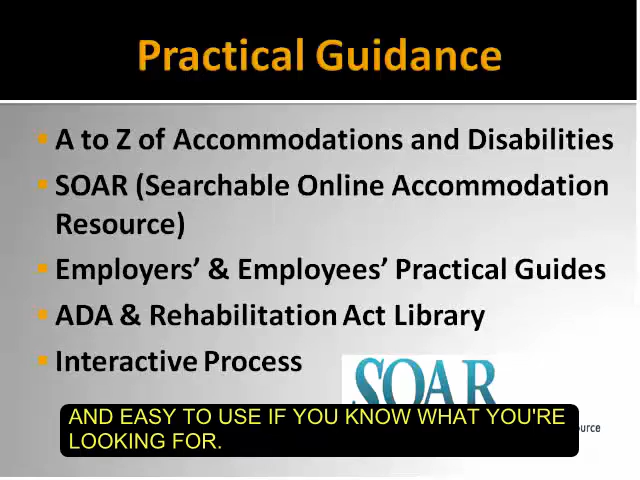 Practical Guidance
A to Z of Accommodations and Disabilities
SOAR (Searchable Online Accommodation
Resource)
Employers’ & Employees’ Practical Guides
ADA & Rehabilitation Act Library
Interactive Process
SOAR
AND EASY TO USE IF YOU KNOW WHAT YOU'RE
LOOKING FOR.